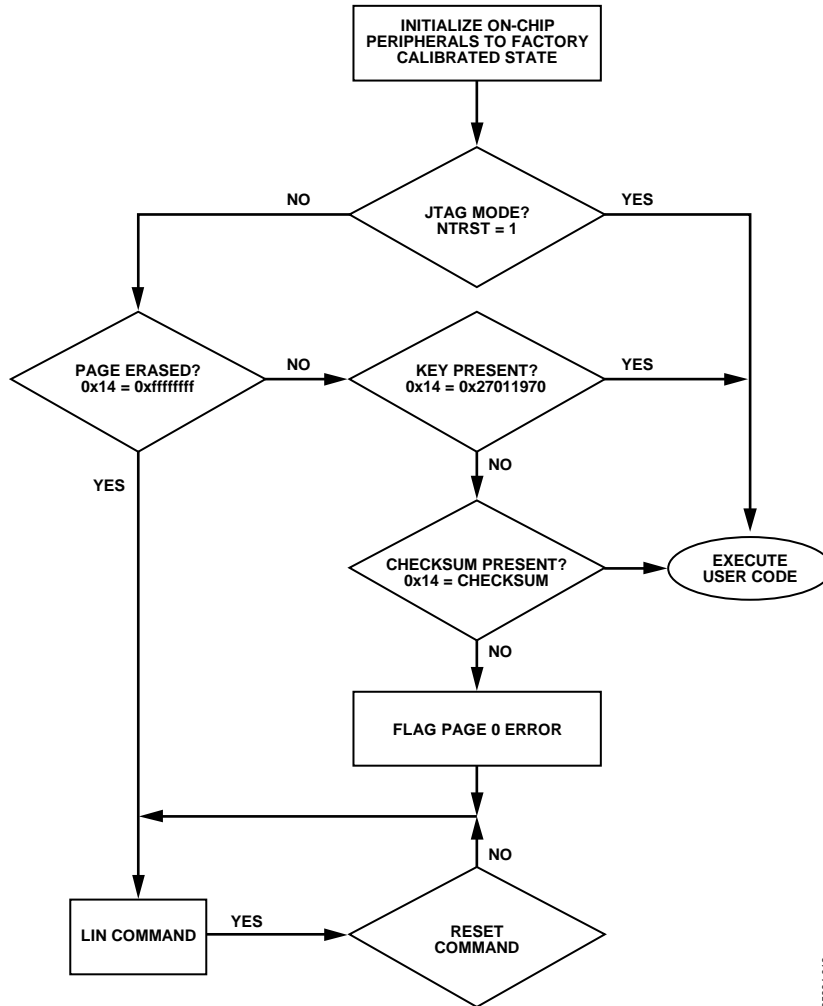 INITIALIZE ON-CHIP
PERIPHERALS TO FACTORY
CALIBRATED STATE
NO
JTAG MODE?
NTRST = 1
YES
PAGE ERASED?
0x14 = 0xffffffff
NO
KEY PRESENT?
0x14 = 0x27011970
YES
NO
YES
CHECKSUM PRESENT?
0x14 = CHECKSUM
EXECUTE
USER CODE
NO
FLAG PAGE 0 ERROR
NO
LIN COMMAND
YES
RESET
COMMAND